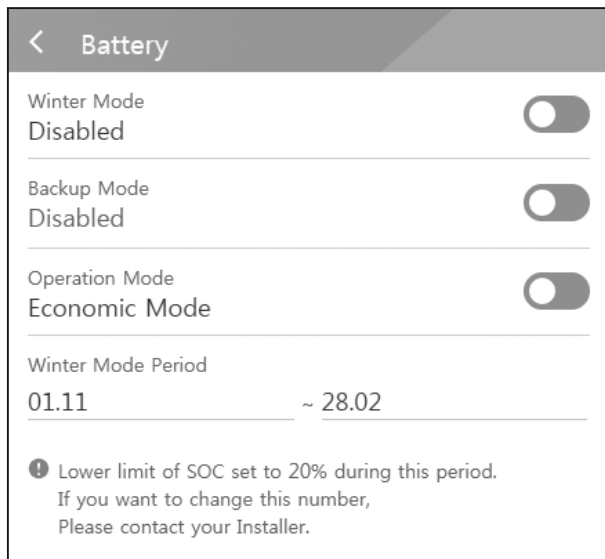 Battery
Winter Mode
Disabled
Backup Mode
Disabled
Operation Mode
Economic Mode
Winter Mode Period
01.11 ~ 28.02
Lower limit of SOC set to 20% during this period.
If you want to change this number,
Please contact your Installer.